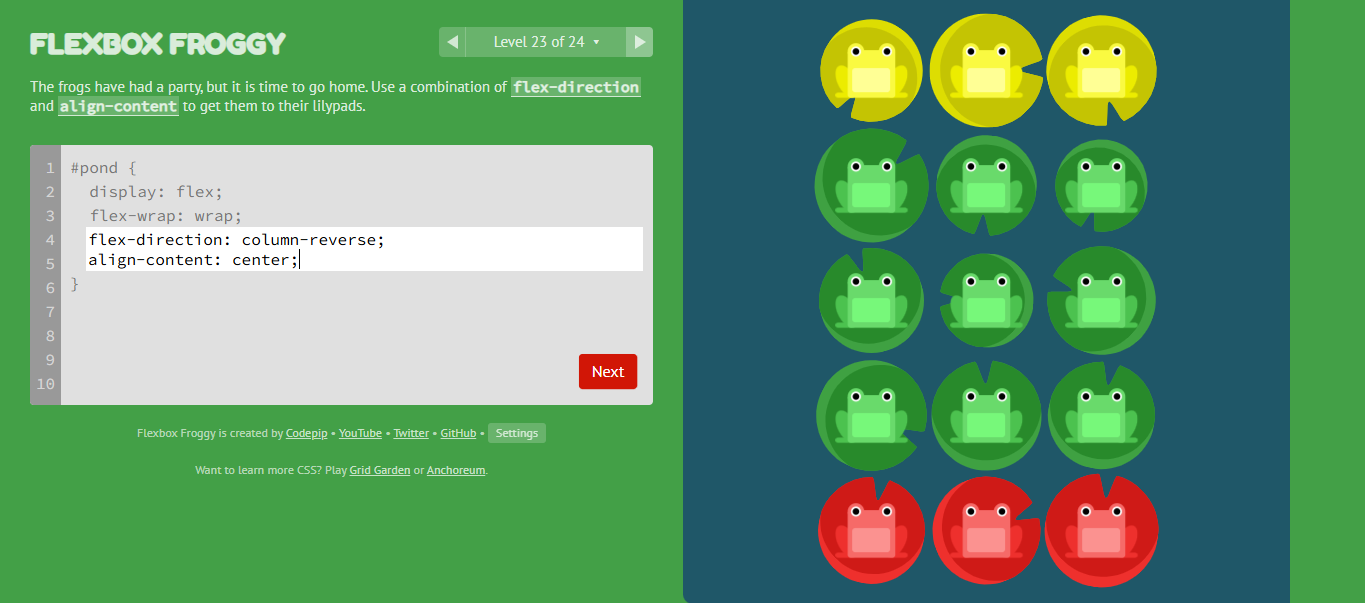 FLEXBOX FROGGY
Level 23 of 24
The frogs have had a party, but it is time to go home. Use a combination of flex-direction
and align-content to get them to their lilypads.
1 #pond {
2 display: flex;
3 flex-wrap: wrap;
4 flex-direction: column-reverse;
5 align-content: center;
6 }
7
8
9
10
Next
Flexbox Froggy is created by Codepip • YouTube • Twitter • GitHub • Settings
Want to learn more CSS? Play Grid Garden or Anchoreum.